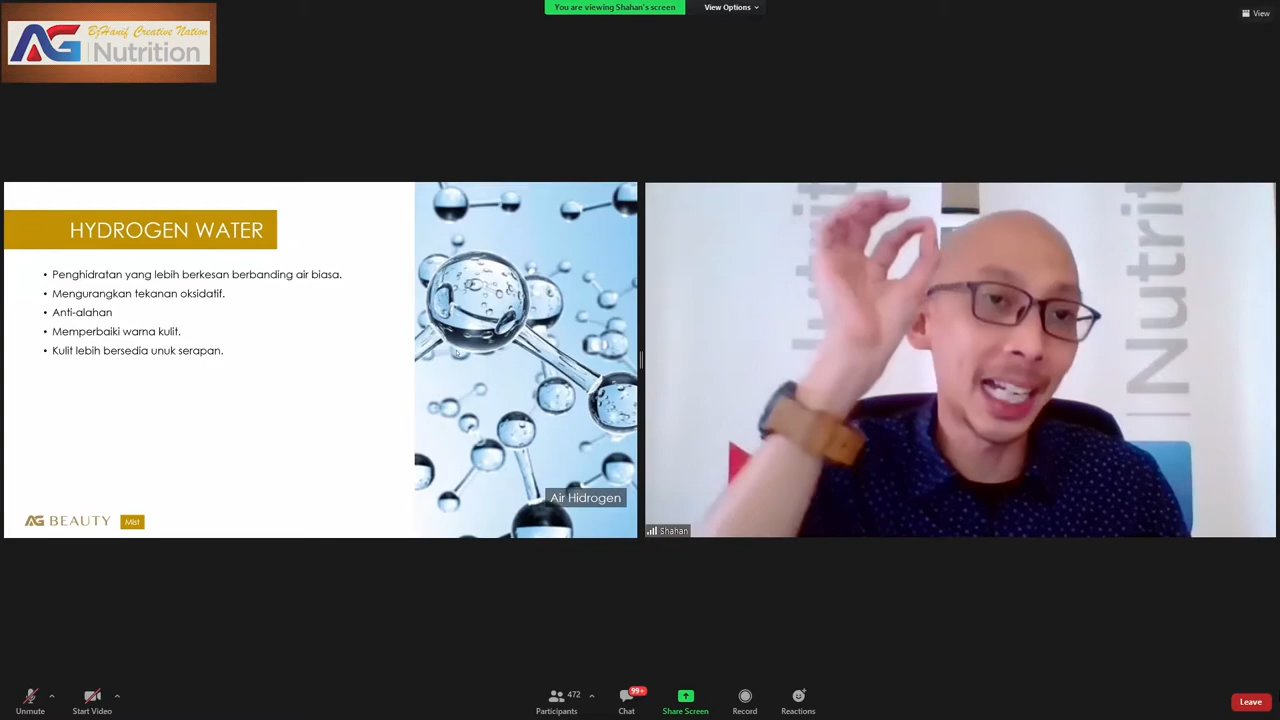 You are viewing Shahan's screen
View Options
View
AG
BzHanif Creative Nation
Nutrition
HYDROGEN WATER
• Penghidratan yang lebih berkesan berbanding air biasa.
• Mengurangkan tekanan oksidatif.
• Anti-alahan
• Memperbaiki warna kulit.
• Kulit lebih bersedia unuk serapan.
Air Hidrogen
AG BEAUTY Mist
Nutrit
Shahan
Unmute
Start Video
472
Participants
99+
Chat
Share Screen
Record
Reactions
Leave